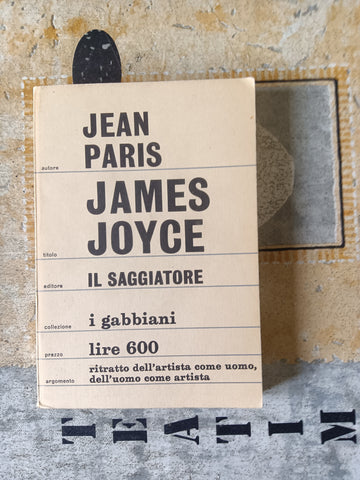 JEAN
PARIS
autore
JAMES
JOYCE
titolo
editore IL SAGGIATORE
collezione i gabbiani
prezzo lire 600
ritratto dell'artista come uomo,
argomento dell'uomo come artista
TEATIM